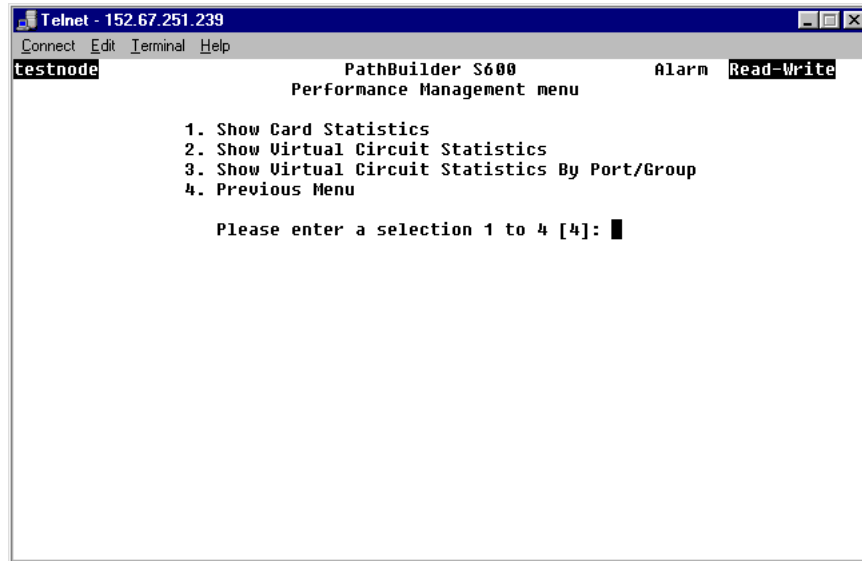 Telnet - 152.67.251.239
Connect Edit Terminal Help
testnode PathBuilder S600 Alarm Read-Write
Performance Management menu
1. Show Card Statistics
2. Show Virtual Circuit Statistics
3. Show Virtual Circuit Statistics By Port/Group
4. Previous Menu
Please enter a selection 1 to 4 [4]: